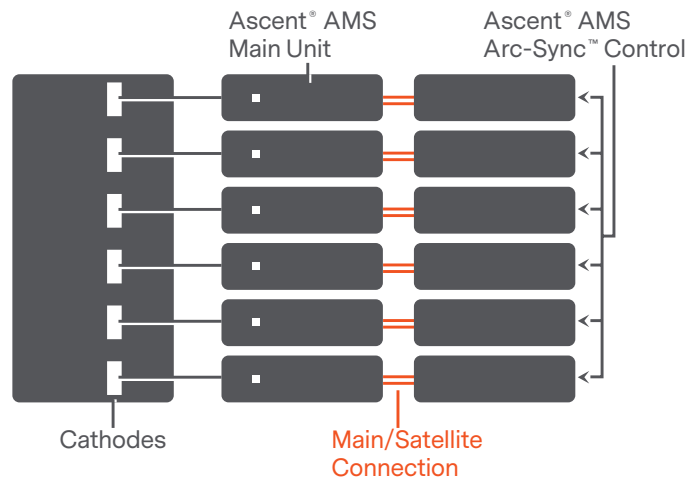 Ascent® AMS
Main Unit
Ascent® AMS
Arc-Sync™ Control
Cathodes
Main/Satellite
Connection